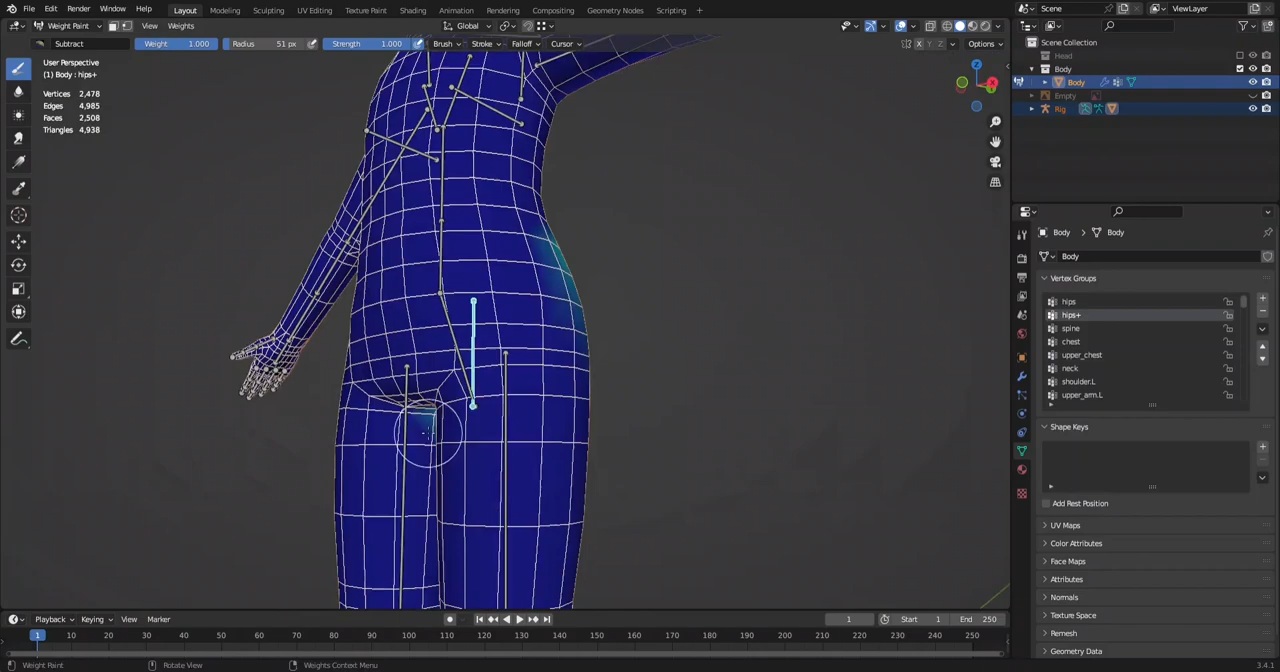 File Edit Render Window Help Layout Modeling Sculpting UV Editing Texture Paint Shading Animation Rendering Compositing Geometry Nodes Scripting + Scene ViewLayer
Weight Paint View Weights Global
Subtract Weight 1.000 Radius 51 px Strength 1.000 Brush Stroke Falloff Cursor X Y Z Options
User Perspective
(1) Body : hips+
Vertices 2,478
Edges 4,985
Faces 2,508
Triangles 4,938
Z
X
Y
Scene Collection
Head
Body
Body
Empty
Rig
Body > Body
Body
Vertex Groups
hips
hips+
spine
chest
upper_chest
neck
shoulder.L
upper_arm.L
Shape Keys
Add Rest Position
UV Maps
Color Attributes
Face Maps
Attributes
Normals
Texture Space
Remesh
Geometry Data
Playback Keying View Marker 1 Start 1 End 250
1 10 20 30 40 50 60 70 80 90 100 110 120 130 140 150 160 170 180 190 200 210 220 230 240 250
Weight Paint Rotate View Weights Context Menu 3.4.1